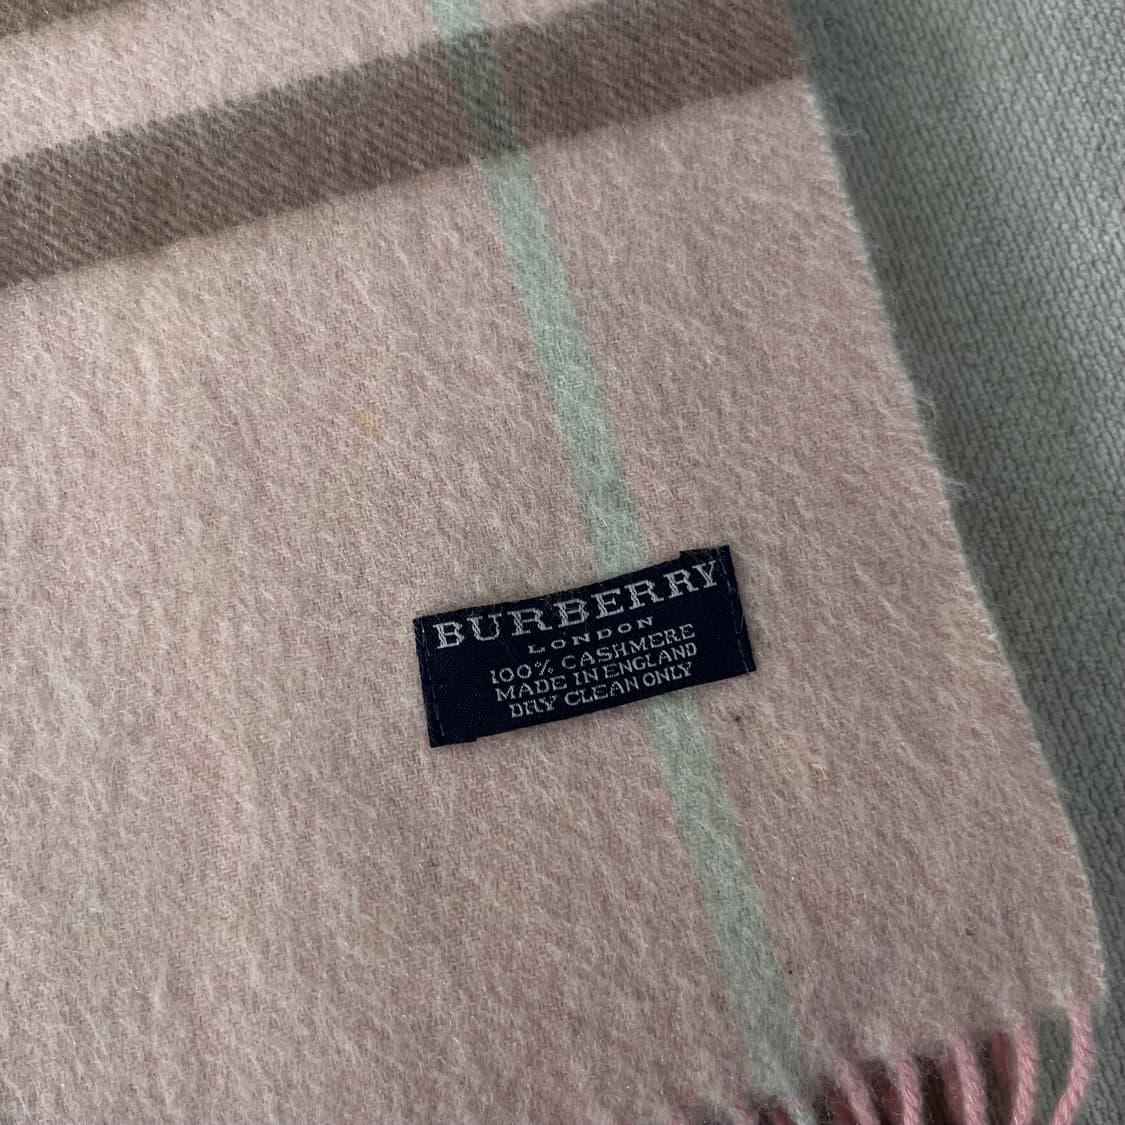 BURBERRY
LONDON
100% CASHMERE
MADE IN ENGLAND
DRY CLEAN ONLY